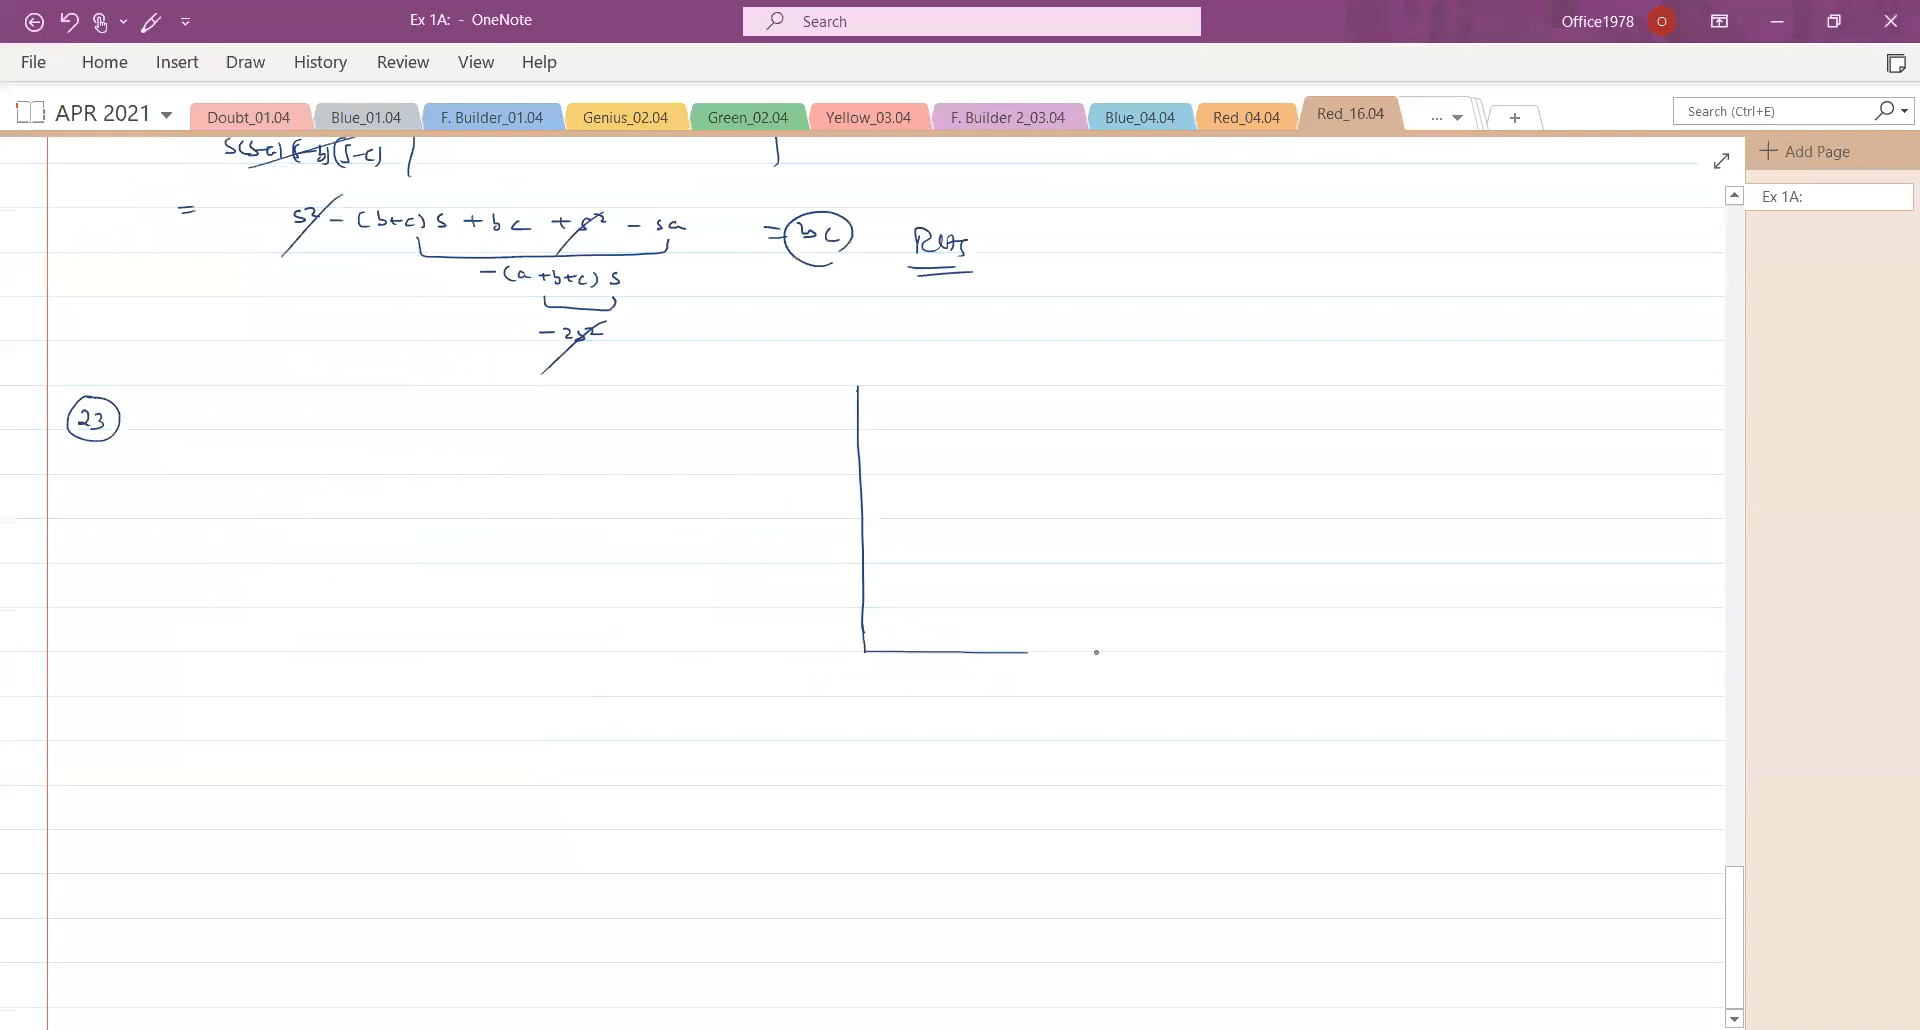 Ex 1A: - OneNote
Search
Office1978
O
File Home Insert Draw History Review View Help
APR 2021
Doubt_01.04
Blue_01.04
F. Builder_01.04
Genius_02.04
Green_02.04
Yellow_03.04
F. Builder 2_03.04
Blue_04.04
Red_04.04
Red_16.04
...
+
Search (Ctrl+E)
+ Add Page
Ex 1A:
(s-b)(s-c)
= s² - (b+c) s + bc + s² - sa = bc RHS
-(a+b+c) s
- 2s²
23